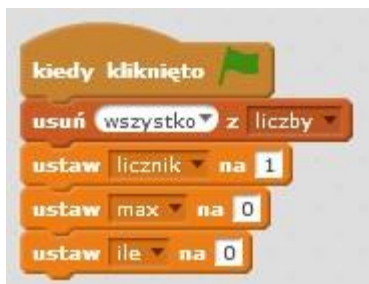 kiedy kliknięto
usuń wszystko z liczby
ustaw licznik na 1
ustaw max na 0
ustaw ile na 0